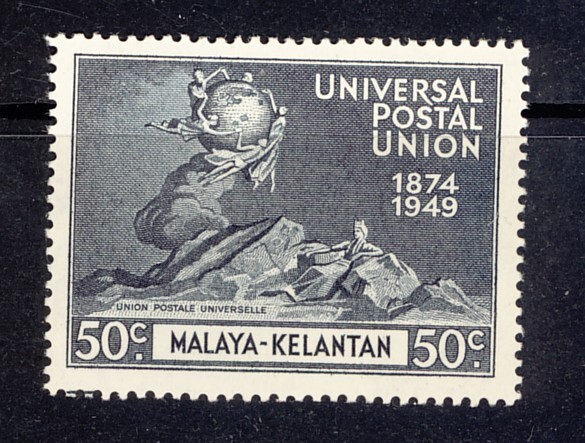 UNIVERSAL
POSTAL
UNION
1874
1949
UNION POSTALE UNIVERSELLE
50c. MALAYA-KELANTAN 50c.